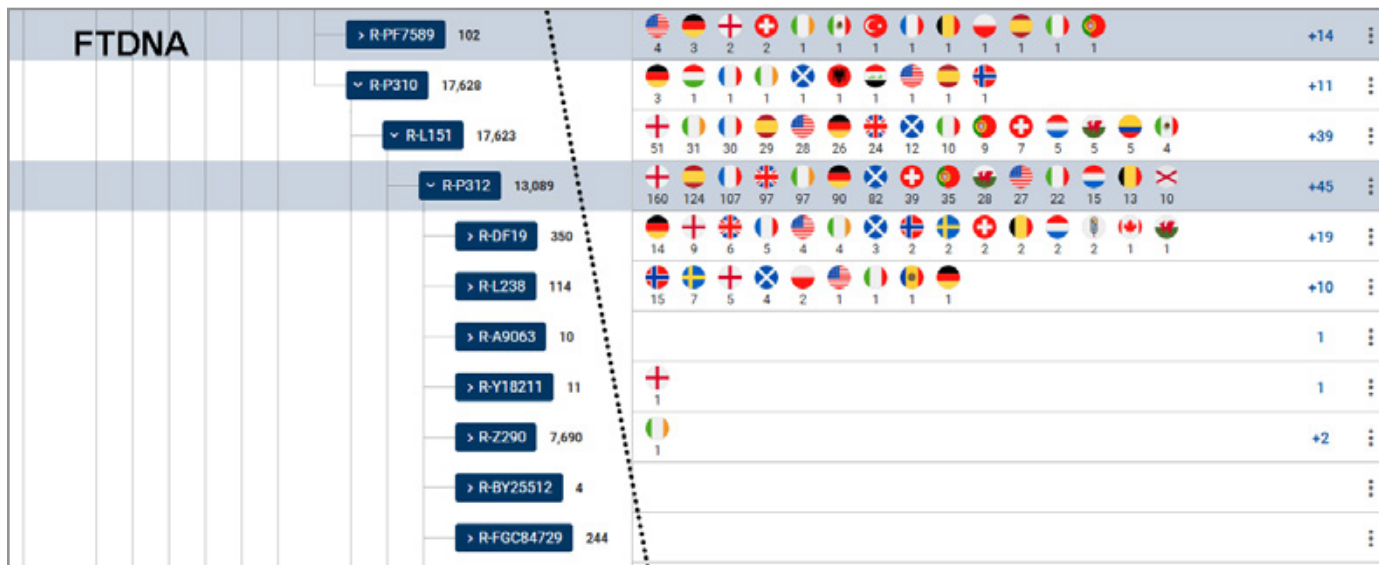 FTDNA
R-PF7589 102
4 3 2 2 1 1 1 1 1 1 1 1 1 +14
R-P310 17,628
3 1 1 1 1 1 1 1 1 1 +11
R-L151 17,623
51 31 30 29 28 26 24 12 10 9 7 5 5 5 4 +39
R-P312 13,089
160 124 107 97 97 90 82 39 35 28 27 22 15 13 10 +45
R-DF19 350
14 9 6 5 4 4 3 2 2 2 2 2 2 1 1 +19
R-L238 114
15 7 5 4 2 1 1 1 1 +10
R-A9063 10
1
R-Y18211 11
1 1
R-Z290 7,690
1 +2
R-BY25512 4
R-FGC84729 244